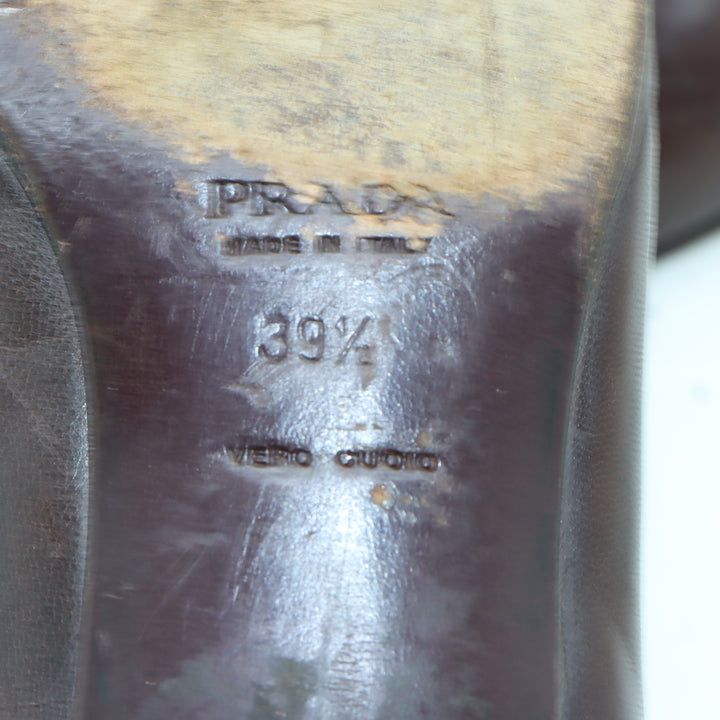 PRADA
MADE IN ITALY
39½
VERO CUOIO